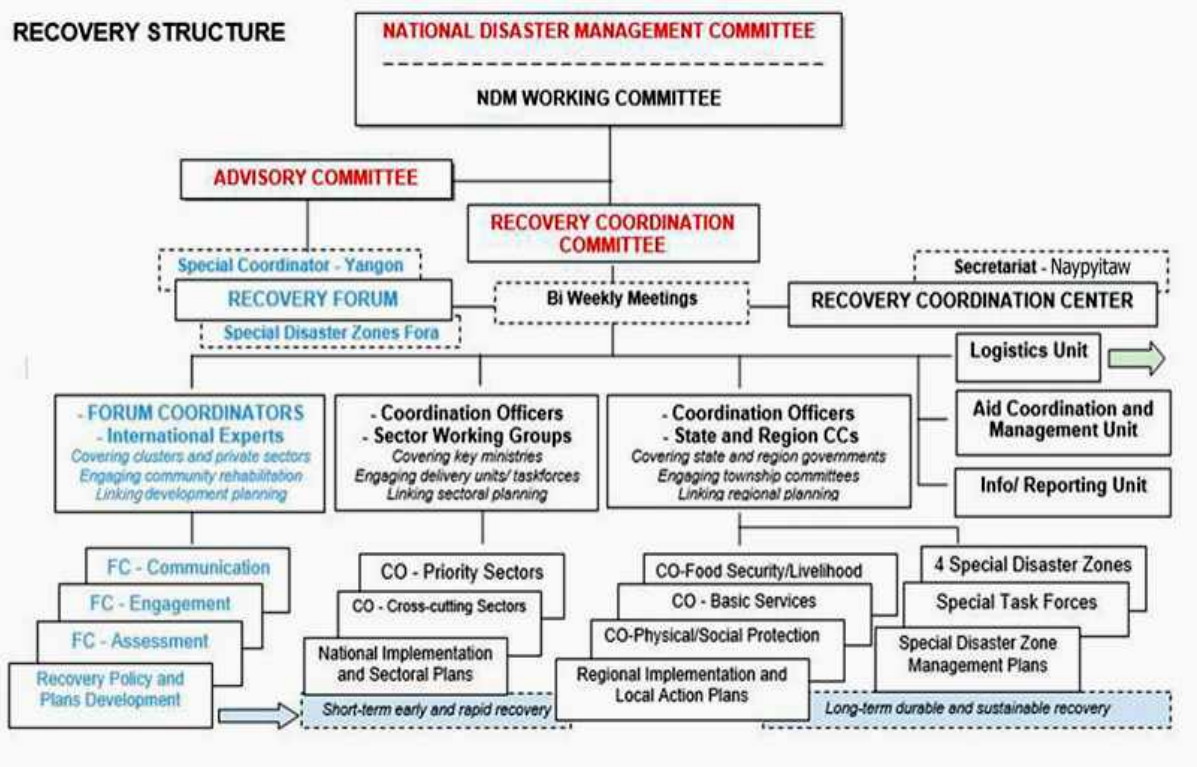 RECOVERY STRUCTURE
NATIONAL DISASTER MANAGEMENT COMMITTEE
NDM WORKING COMMITTEE
ADVISORY COMMITTEE
RECOVERY COORDINATION
COMMITTEE
Special Coordinator - Yangon
RECOVERY FORUM
Special Disaster Zones Fora
Bi Weekly Meetings
Secretariat - Naypyitaw
RECOVERY COORDINATION CENTER
Logistics Unit
Aid Coordination and
Management Unit
Info/ Reporting Unit
- FORUM COORDINATORS
- International Experts
Covering clusters and private sectors
Engaging community rehabilitation
Linking development planning
- Coordination Officers
- Sector Working Groups
Covering key ministries
Engaging delivery units/ taskforces
Linking sectoral planning
- Coordination Officers
- State and Region CCs
Covering state and region governments
Engaging township committees
Linking regional planning
FC - Communication
FC - Engagement
FC - Assessment
Recovery Policy and
Plans Development
CO - Priority Sectors
CO - Cross-cutting Sectors
National Implementation
and Sectoral Plans
CO-Food Security/Livelihood
CO - Basic Services
CO-Physical/Social Protection
Regional Implementation and
Local Action Plans
4 Special Disaster Zones
Special Task Forces
Special Disaster Zone
Management Plans
Short-term early and rapid recovery
Long-term durable and sustainable recovery